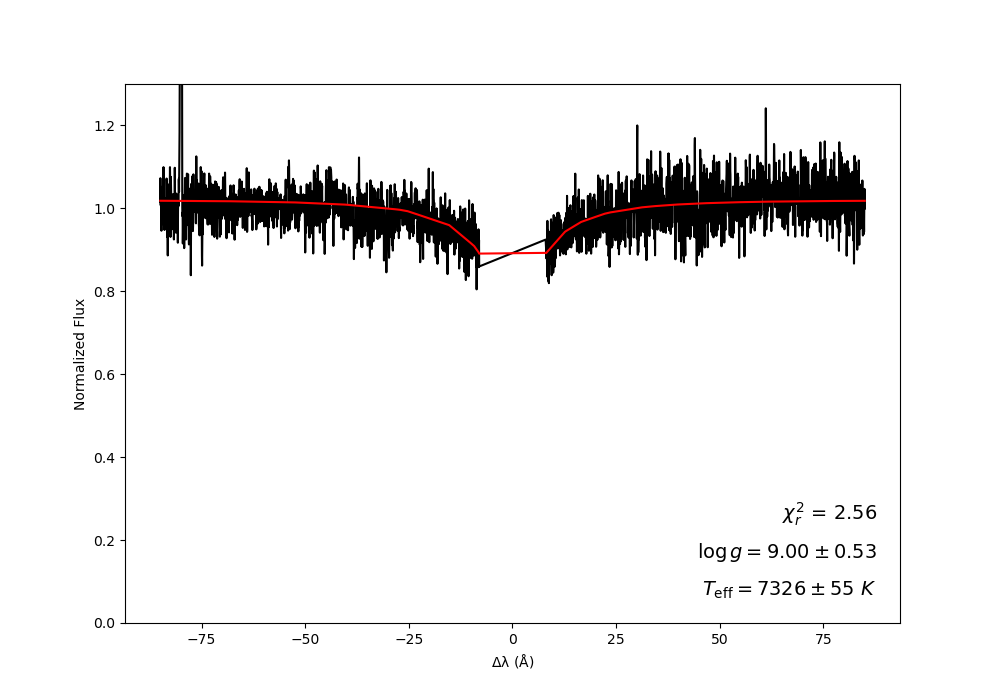 1.2
1.0
0.8
0.6
0.4
0.2
0.0
Normalized Flux
χ²ᵣ = 2.56
log g = 9.00 ± 0.53
T_eff = 7326 ± 55 K
−75 −50 −25 0 25 50 75
Δλ (Å)